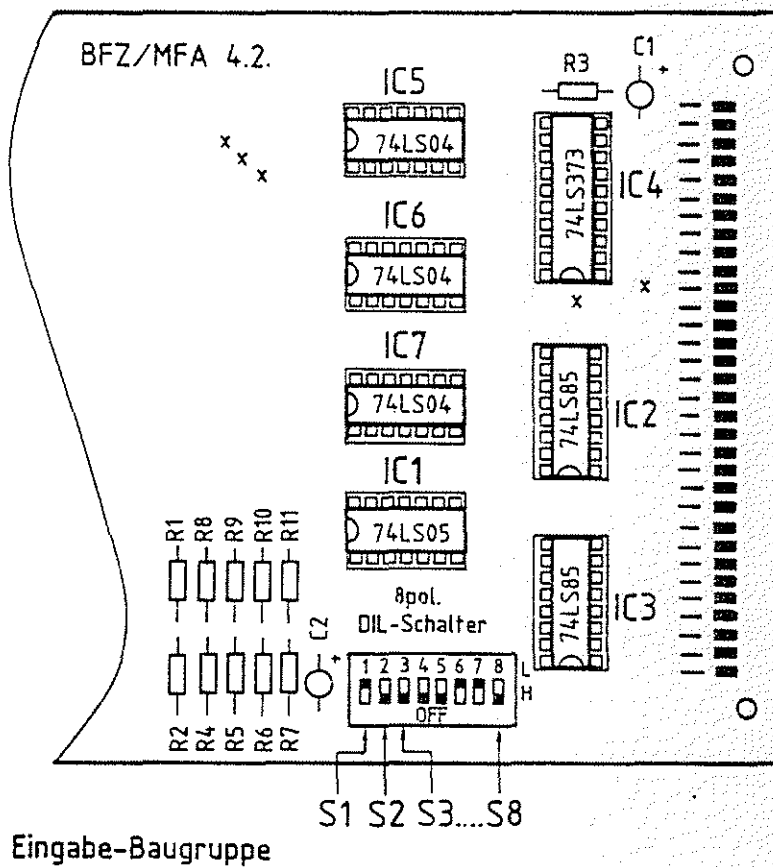 BFZ/MFA 4.2.
C1
R3
+
IC5
74LS04
74LS373
IC4
x
x
x
IC6
74LS04
x
x
IC7
74LS04
74LS85
IC2
IC1
74LS05
74LS85
IC3
R1 R8 R9 R10 R11
8pol.
DIL-Schalter
C2
+
1 2 3 4 5 6 7 8
L
H
OFF
R2 R4 R5 R6 R7
S1 S2 S3....S8
Eingabe-Baugruppe